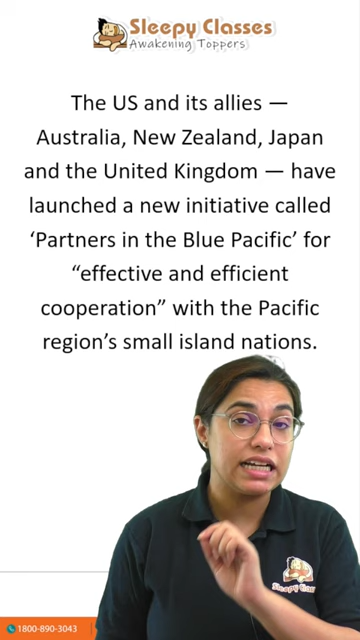 Sleepy Classes
Awakening Toppers
The US and its allies —
Australia, New Zealand, Japan
and the United Kingdom — have
launched a new initiative called
‘Partners in the Blue Pacific’ for
“effective and efficient
cooperation” with the Pacific
region’s small island nations.
Sleepy Class
1800-890-3043